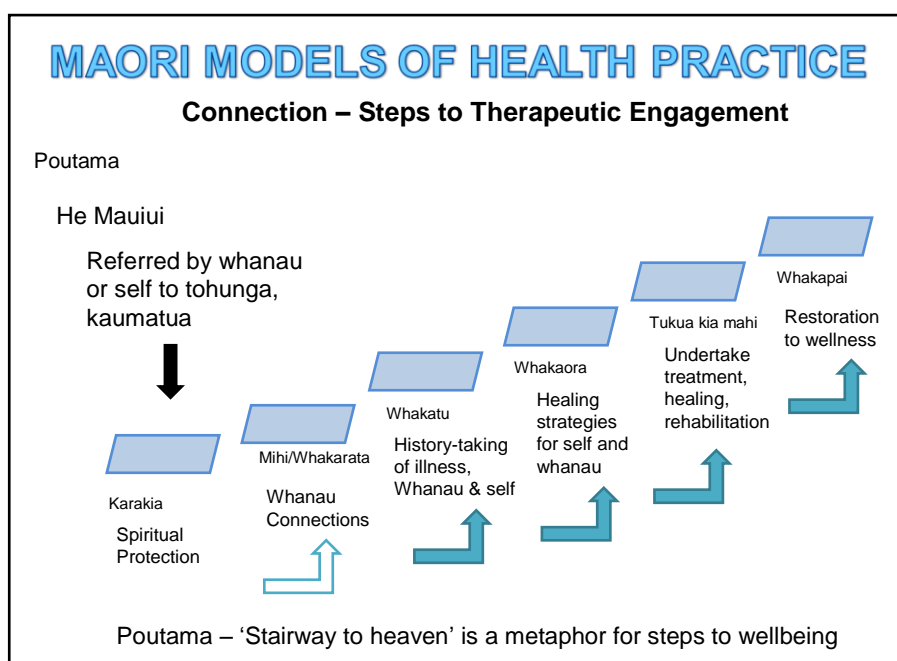 MAORI MODELS OF HEALTH PRACTICE
Connection – Steps to Therapeutic Engagement
Poutama
He Mauiui
Referred by whanau
or self to tohunga,
kaumatua
Karakia
Spiritual
Protection
Mihi/Whakarata
Whanau
Connections
Whakatu
History-taking
of illness,
Whanau & self
Whakaora
Healing
strategies
for self and
whanau
Tukua kia mahi
Undertake
treatment,
healing,
rehabilitation
Whakapai
Restoration
to wellness
Poutama – ‘Stairway to heaven’ is a metaphor for steps to wellbeing